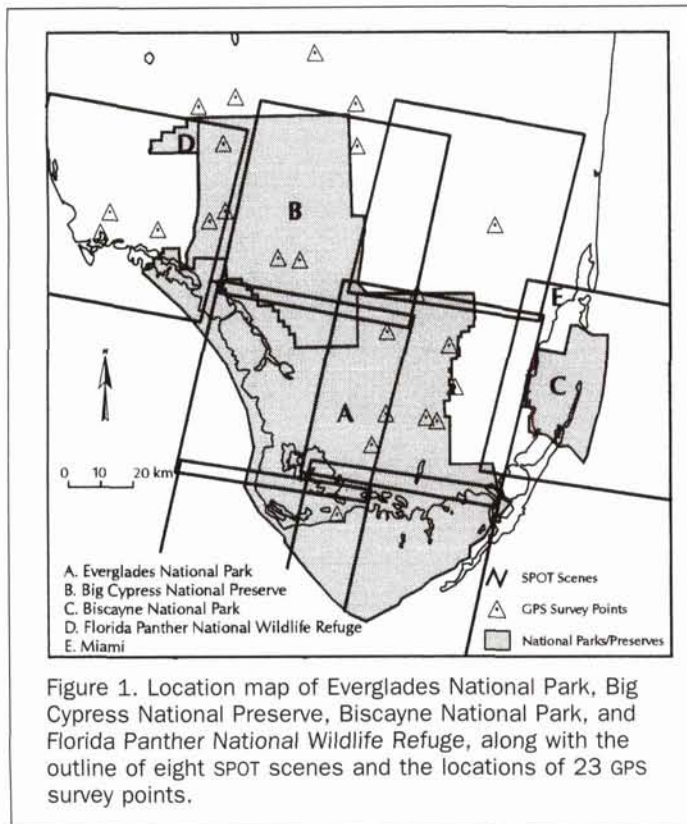 D
B
E
C
A
N
0 10 20 km
A. Everglades National Park
B. Big Cypress National Preserve
C. Biscayne National Park
D. Florida Panther National Wildlife Refuge
E. Miami
SPOT Scenes
GPS Survey Points
National Parks/Preserves
Figure 1. Location map of Everglades National Park, Big
Cypress National Preserve, Biscayne National Park, and
Florida Panther National Wildlife Refuge, along with the
outline of eight SPOT scenes and the locations of 23 GPS
survey points.